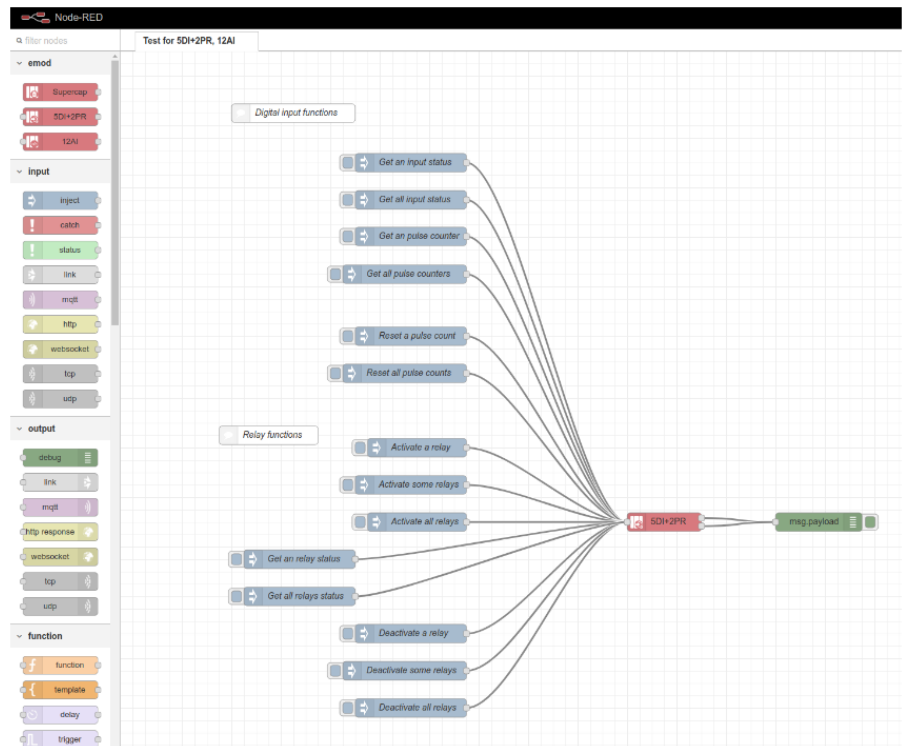 Node-RED
filter nodes
Test for 5DI+2PR, 12AI
emod
Supercap
5DI+2PR
12AI
input
inject
catch
status
link
mqtt
http
websocket
tcp
udp
output
debug
link
mqtt
http response
websocket
tcp
udp
function
function
template
delay
trigger
Digital input functions
Get an input status
Get all input status
Get an pulse counter
Get all pulse counters
Reset a pulse count
Reset all pulse counts
Relay functions
Activate a relay
Activate some relays
Activate all relays
Get an relay status
Get all relays status
Deactivate a relay
Deactivate some relays
Deactivate all relays
5DI+2PR
msg.payload